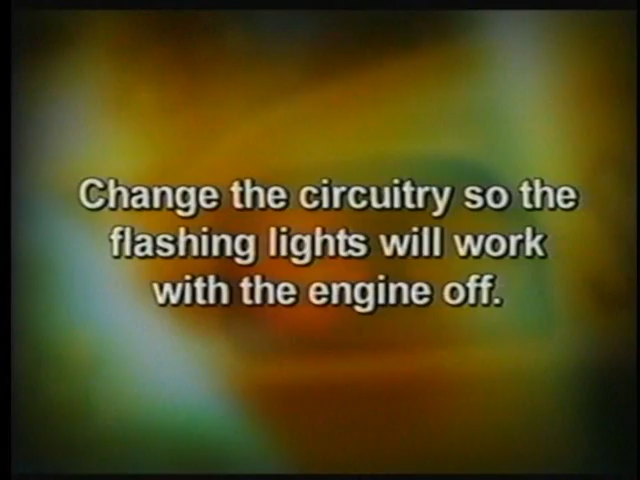 Change the circuitry so the
flashing lights will work
with the engine off.